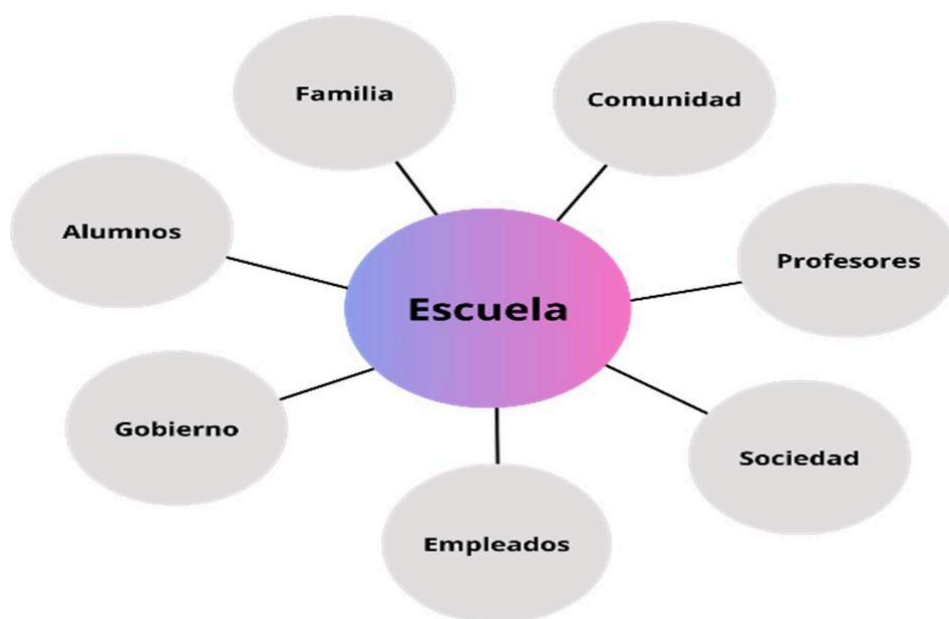 Familia
Comunidad
Alumnos
Profesores
Escuela
Gobierno
Sociedad
Empleados